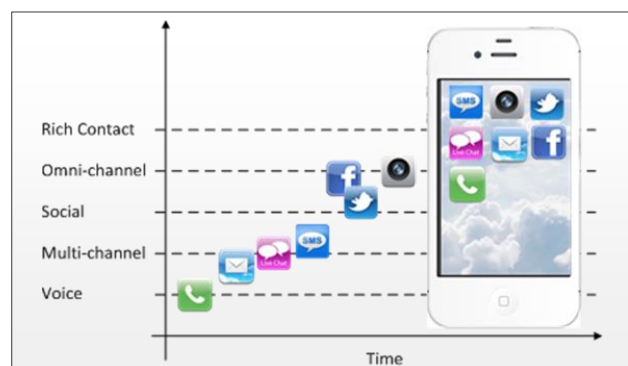 Rich Contact
Omni-channel
Social
Multi-channel
Voice
SMS
Live Chat
f
SMS
Live Chat
f
Time